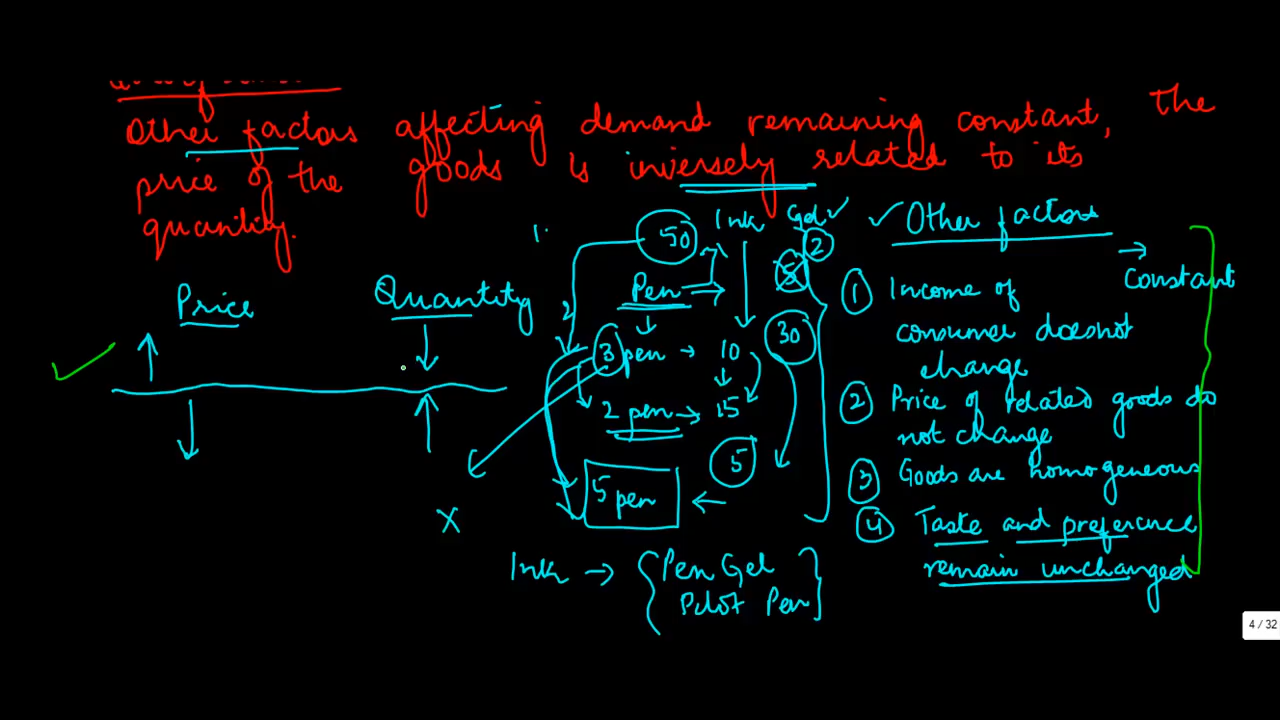 Other factors affecting demand remaining constant, the
price of the goods is inversely related to its
quantity.
Price Quantity
1.
50 Ink Gel
2
5
Pen
2
3 pen → 10 30
2 pen → 15
5
5 pen ←
X
Ink → {Pen Gel
Pilot Pen}
Other factors
→ Constant
① Income of
consumer doesnot
change
② Price of related goods do
not change
③ Goods are homogeneous
④ Taste and preference
remain unchanged
4 / 32